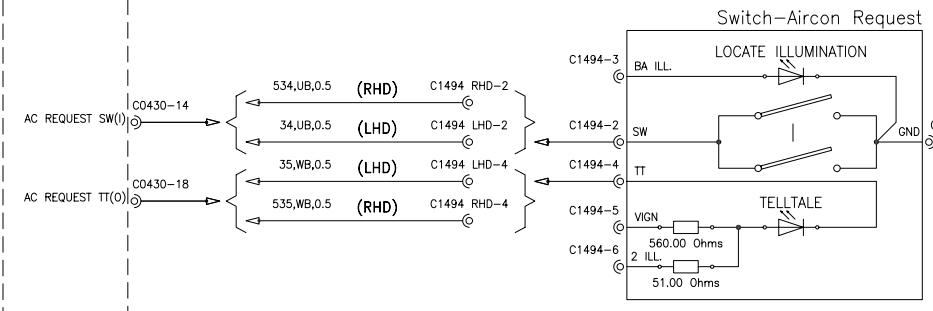 Switch-Aircon Request
LOCATE ILLUMINATION
C1494-3
BA ILL.
534,UB,0.5 (RHD) C1494 RHD-2
C0430-14
AC REQUEST SW(I)
34,UB,0.5 (LHD) C1494 LHD-2
C1494-2
SW
GND
35,WB,0.5 (LHD) C1494 LHD-4
C1494-4
TT
C0430-18
AC REQUEST TT(O)
535,WB,0.5 (RHD) C1494 RHD-4
TELLTALE
C1494-5
VIGN
560.00 Ohms
C1494-6
2 ILL.
51.00 Ohms